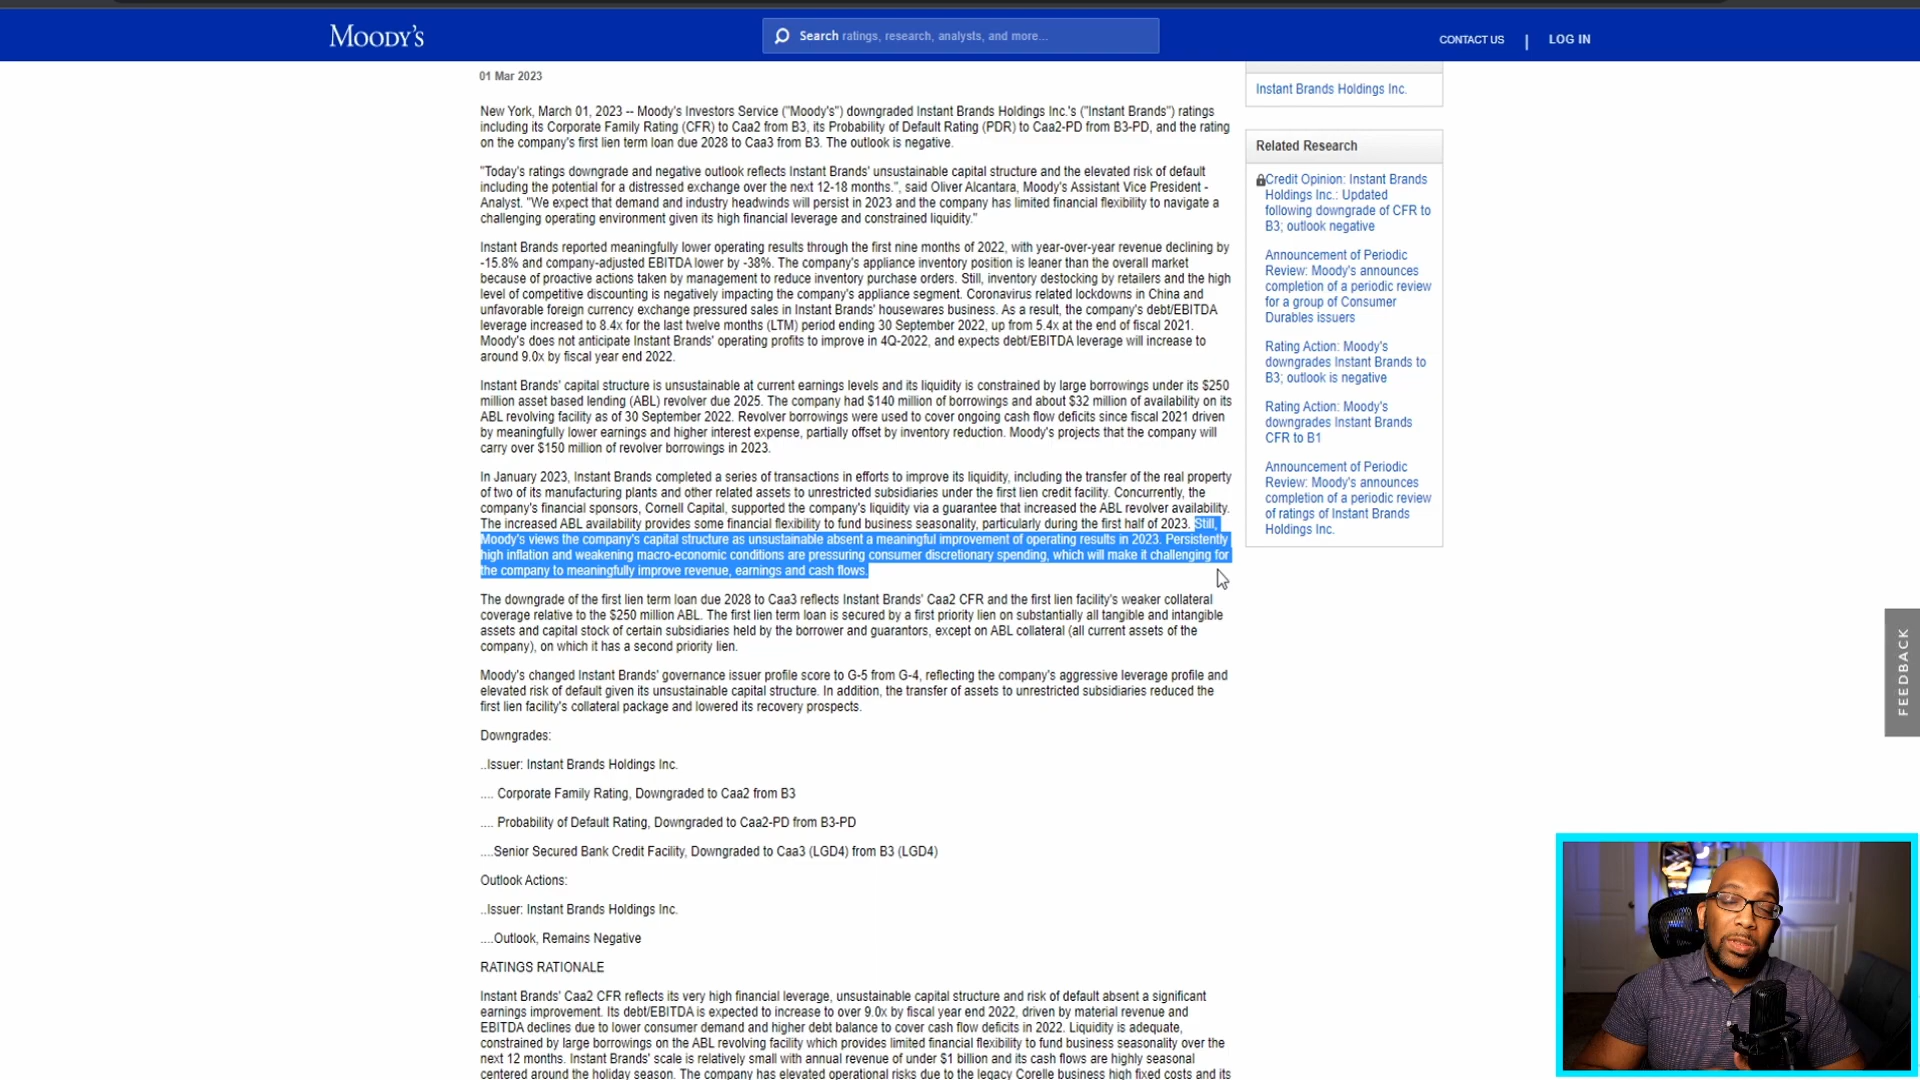 MOODY'S
Search ratings, research, analysts, and more...
CONTACT US | LOG IN
01 Mar 2023
New York, March 01, 2023 -- Moody's Investors Service ("Moody's") downgraded Instant Brands Holdings Inc.'s ("Instant Brands") ratings
including its Corporate Family Rating (CFR) to Caa2 from B3, its Probability of Default Rating (PDR) to Caa2-PD from B3-PD, and the rating
on the company's first lien term loan due 2028 to Caa3 from B3. The outlook is negative.
"Today's ratings downgrade and negative outlook reflects Instant Brands' unsustainable capital structure and the elevated risk of default
including the potential for a distressed exchange over the next 12-18 months.", said Oliver Alcantara, Moody's Assistant Vice President -
Analyst. "We expect that demand and industry headwinds will persist in 2023 and the company has limited financial flexibility to navigate a
challenging operating environment given its high financial leverage and constrained liquidity."
Instant Brands reported meaningfully lower operating results through the first nine months of 2022, with year-over-year revenue declining by
-15.8% and company-adjusted EBITDA lower by -38%. The company's appliance inventory position is leaner than the overall market
because of proactive actions taken by management to reduce inventory purchase orders. Still, inventory destocking by retailers and the high
level of competitive discounting is negatively impacting the company's appliance segment. Coronavirus related lockdowns in China and
unfavorable foreign currency exchange pressured sales in Instant Brands' housewares business. As a result, the company's debt/EBITDA
leverage increased to 8.4x for the last twelve months (LTM) period ending 30 September 2022, up from 5.4x at the end of fiscal 2021.
Moody's does not anticipate Instant Brands' operating profits to improve in 4Q-2022, and expects debt/EBITDA leverage will increase to
around 9.0x by fiscal year end 2022.
Instant Brands' capital structure is unsustainable at current earnings levels and its liquidity is constrained by large borrowings under its $250
million asset based lending (ABL) revolver due 2025. The company had $140 million of borrowings and about $32 million of availability on its
ABL revolving facility as of 30 September 2022. Revolver borrowings were used to cover ongoing cash flow deficits since fiscal 2021 driven
by meaningfully lower earnings and higher interest expense, partially offset by inventory reduction. Moody's projects that the company will
carry over $150 million of revolver borrowings in 2023.
In January 2023, Instant Brands completed a series of transactions in efforts to improve its liquidity, including the transfer of the real property
of two of its manufacturing plants and other related assets to unrestricted subsidiaries under the first lien credit facility. Concurrently, the
company's financial sponsors, Cornell Capital, supported the company's liquidity via a guarantee that increased the ABL revolver availability.
The increased ABL availability provides some financial flexibility to fund business seasonality, particularly during the first half of 2023. Still,
Moody's views the company's capital structure as unsustainable absent a meaningful improvement of operating results in 2023. Persistently
high inflation and weakening macro-economic conditions are pressuring consumer discretionary spending, which will make it challenging for
the company to meaningfully improve revenue, earnings and cash flows.
The downgrade of the first lien term loan due 2028 to Caa3 reflects Instant Brands' Caa2 CFR and the first lien facility's weaker collateral
coverage relative to the $250 million ABL. The first lien term loan is secured by a first priority lien on substantially all tangible and intangible
assets and capital stock of certain subsidiaries held by the borrower and guarantors, except on ABL collateral (all current assets of the
company), on which it has a second priority lien.
Moody's changed Instant Brands' governance issuer profile score to G-5 from G-4, reflecting the company's aggressive leverage profile and
elevated risk of default given its unsustainable capital structure. In addition, the transfer of assets to unrestricted subsidiaries reduced the
first lien facility's collateral package and lowered its recovery prospects.
Downgrades:
..Issuer: Instant Brands Holdings Inc.
.... Corporate Family Rating, Downgraded to Caa2 from B3
.... Probability of Default Rating, Downgraded to Caa2-PD from B3-PD
....Senior Secured Bank Credit Facility, Downgraded to Caa3 (LGD4) from B3 (LGD4)
Outlook Actions:
..Issuer: Instant Brands Holdings Inc.
....Outlook, Remains Negative
RATINGS RATIONALE
Instant Brands' Caa2 CFR reflects its very high financial leverage, unsustainable capital structure and risk of default absent a significant
earnings improvement. Its debt/EBITDA is expected to increase to over 9.0x by fiscal year end 2022, driven by material revenue and
EBITDA declines due to lower consumer demand and higher debt balance to cover cash flow deficits in 2022. Liquidity is adequate,
constrained by large borrowings on the ABL revolving facility which provides limited financial flexibility to fund business seasonality over the
next 12 months. Instant Brands' scale is relatively small with annual revenue of under $1 billion and its cash flows are highly seasonal
centered around the holiday season. The company has elevated operational risks due to the legacy Corelle business high fixed costs and its
Instant Brands Holdings Inc.
Related Research
Credit Opinion: Instant Brands
Holdings Inc.: Updated
following downgrade of CFR to
B3; outlook negative
Announcement of Periodic
Review: Moody's announces
completion of a periodic review
for a group of Consumer
Durables issuers
Rating Action: Moody's
downgrades Instant Brands to
B3; outlook is negative
Rating Action: Moody's
downgrades Instant Brands
CFR to B1
Announcement of Periodic
Review: Moody's announces
completion of a periodic review
of ratings of Instant Brands
Holdings Inc.
FEEDBACK